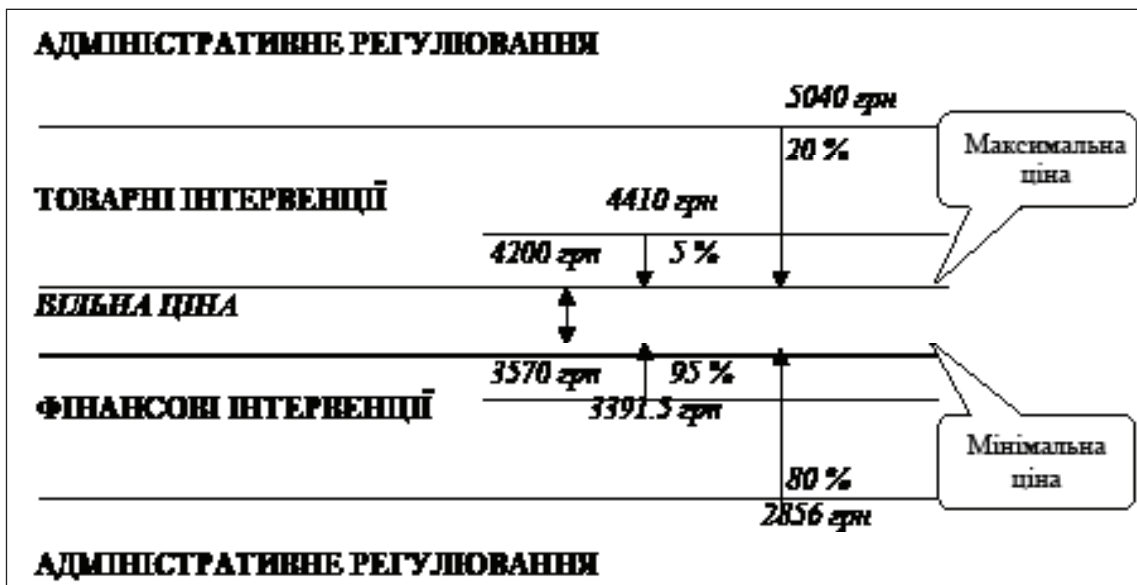 АДМІНІСТРАТИВНЕ РЕГУЛЮВАННЯ
5040 грн
20 %
Максимальна
ціна
ТОВАРНІ ІНТЕРВЕНЦІЇ
4410 грн
4200 грн
5 %
ВІЛЬНА ЦІНА
3570 грн
95 %
ФІНАНСОВІ ІНТЕРВЕНЦІЇ
3391.5 грн
Мінімальна
ціна
80 %
2856 грн
АДМІНІСТРАТИВНЕ РЕГУЛЮВАННЯ